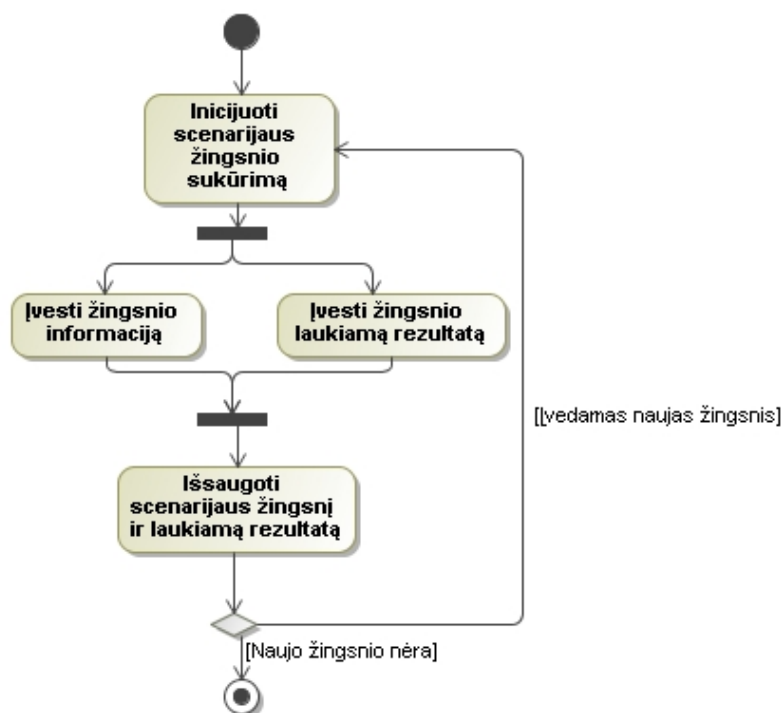 Inicijuoti
scenarijaus
žingsnio
sukūrimą
Įvesti žingsnio
informaciją
Įvesti žingsnio
laukiamą rezultatą
[Įvedamas naujas žingsnis]
Išsaugoti
scenarijaus žingsnį
ir laukiamą rezultatą
[Naujo žingsnio nėra]